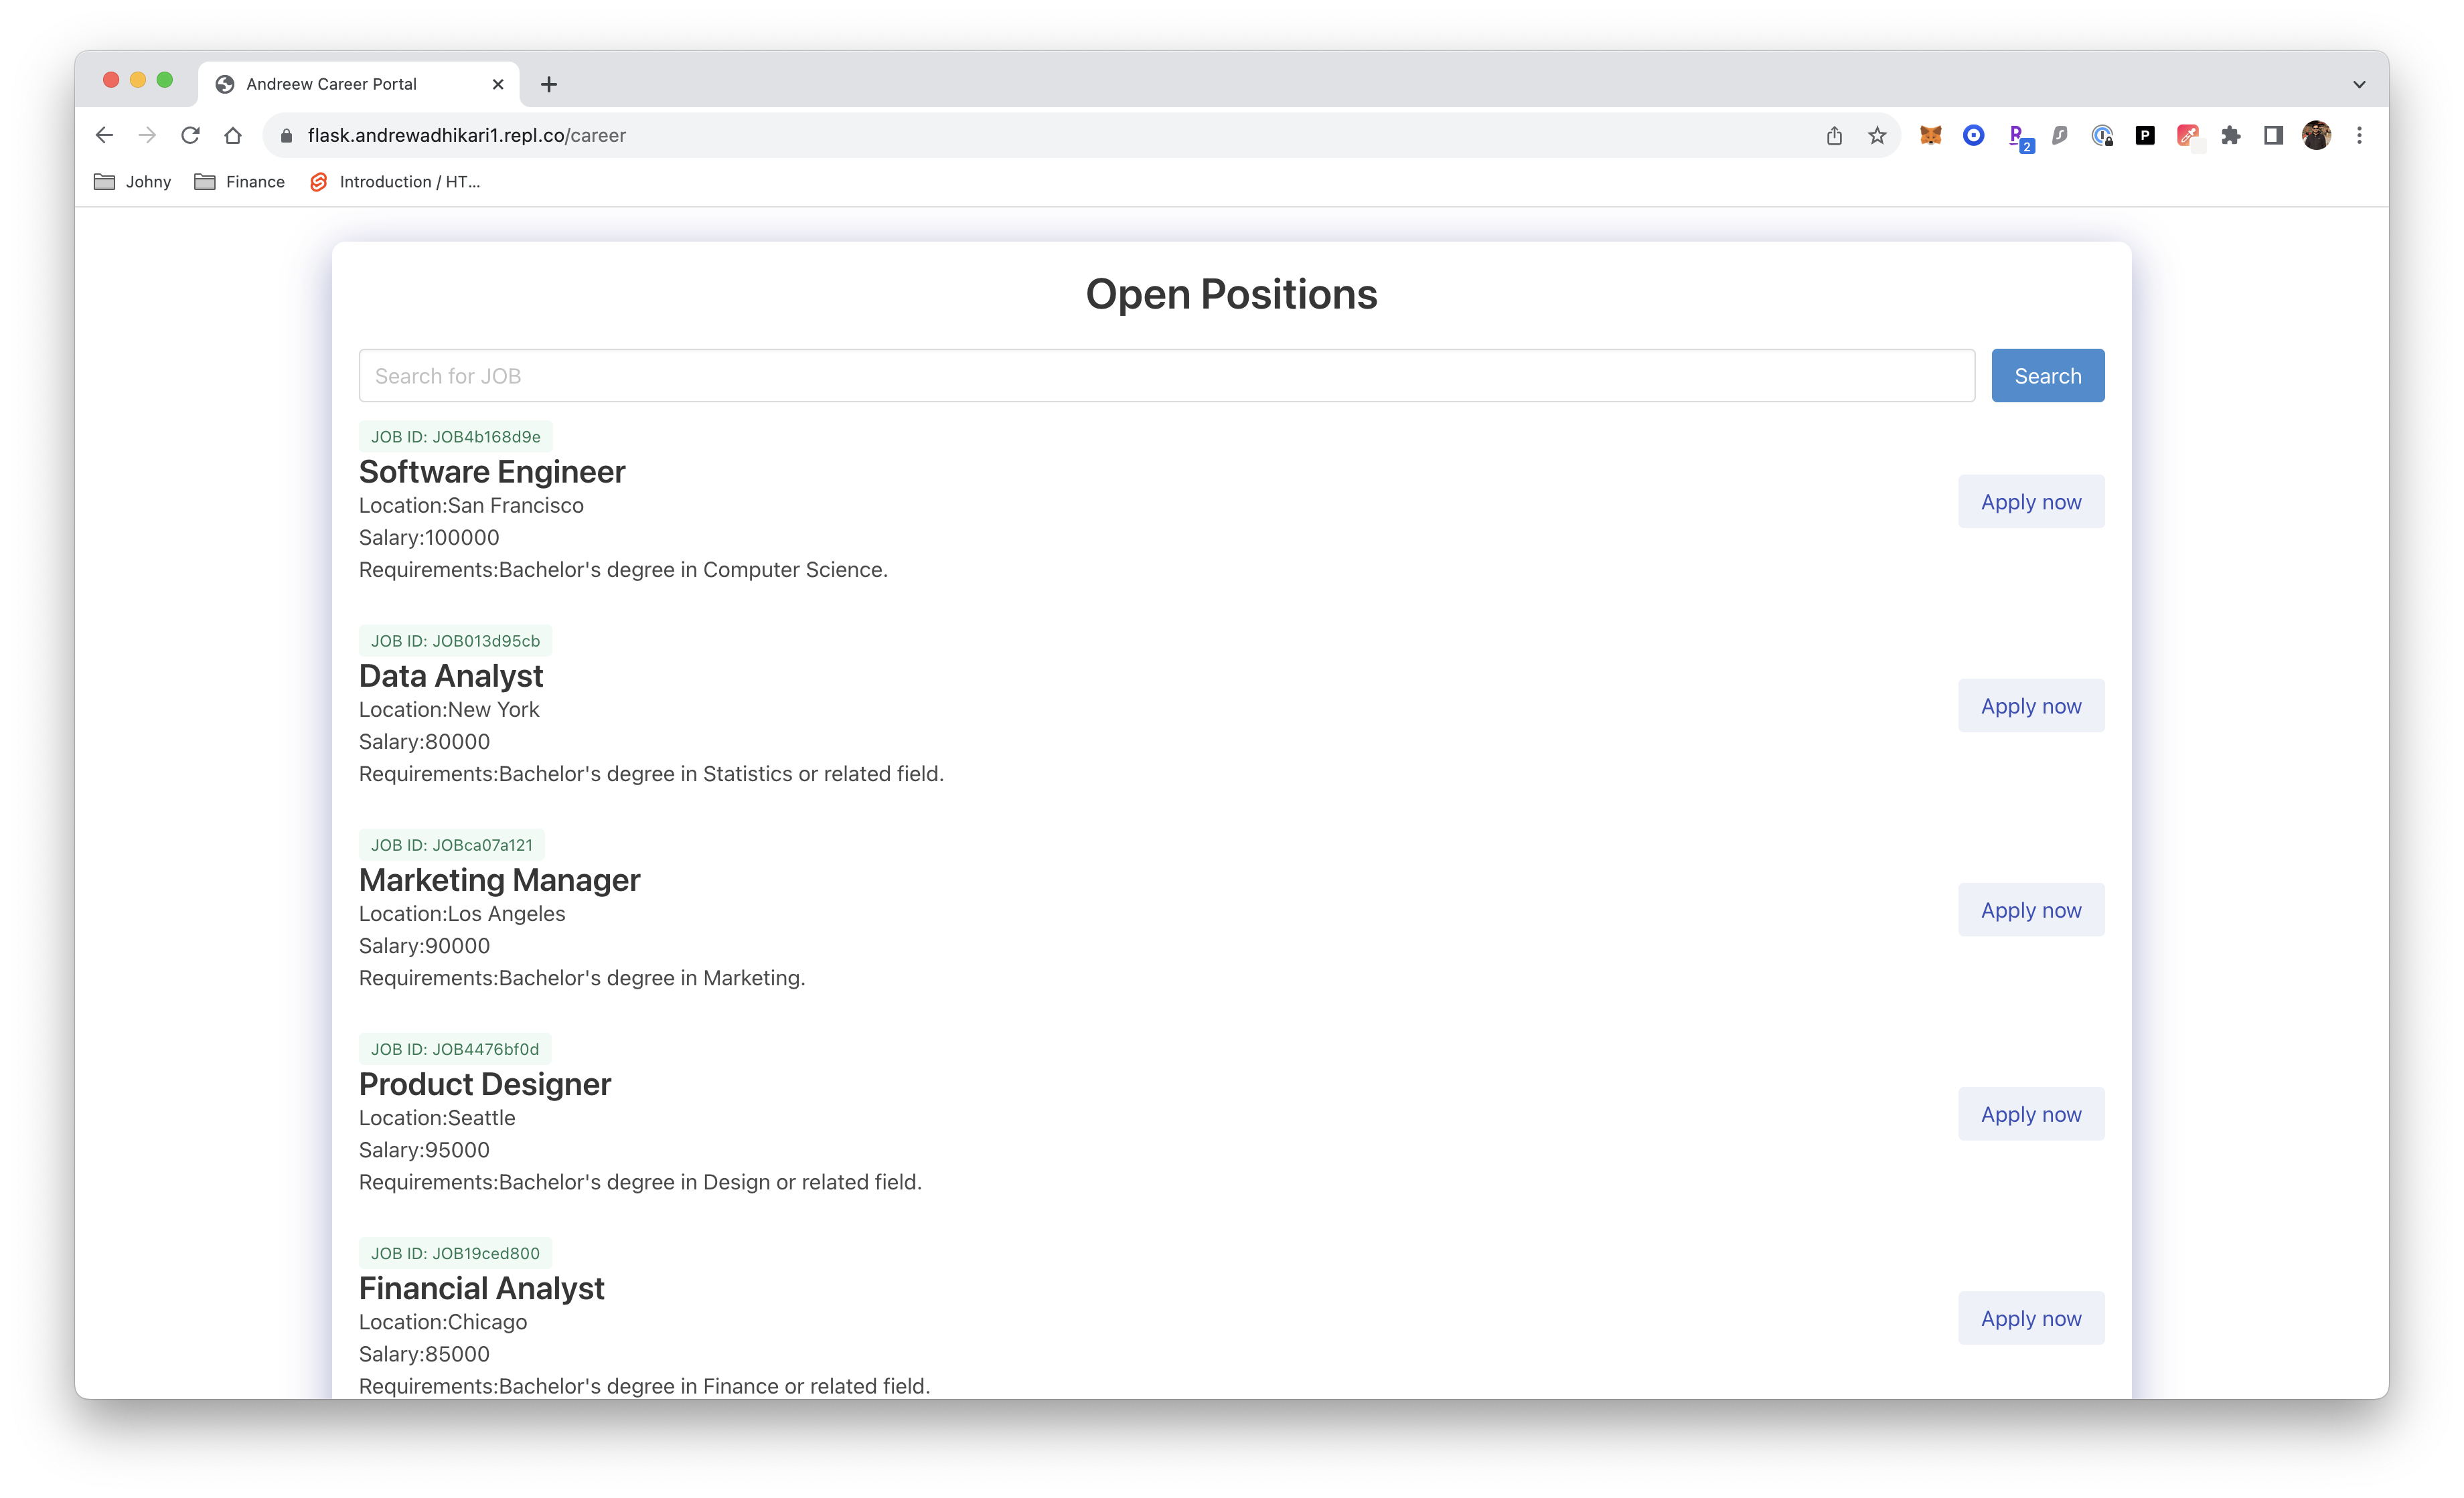 Andreew Career Portal
flask.andrewadhikari1.repl.co/career
2
P
Johny
Finance
Introduction / HT...
Open Positions
Search for JOB
Search
JOB ID: JOB4b168d9e
Software Engineer
Location:San Francisco
Salary:100000
Requirements:Bachelor's degree in Computer Science.
Apply now
JOB ID: JOB013d95cb
Data Analyst
Location:New York
Salary:80000
Requirements:Bachelor's degree in Statistics or related field.
Apply now
JOB ID: JOBca07a121
Marketing Manager
Location:Los Angeles
Salary:90000
Requirements:Bachelor's degree in Marketing.
Apply now
JOB ID: JOB4476bf0d
Product Designer
Location:Seattle
Salary:95000
Requirements:Bachelor's degree in Design or related field.
Apply now
JOB ID: JOB19ced800
Financial Analyst
Location:Chicago
Salary:85000
Requirements:Bachelor's degree in Finance or related field.
Apply now